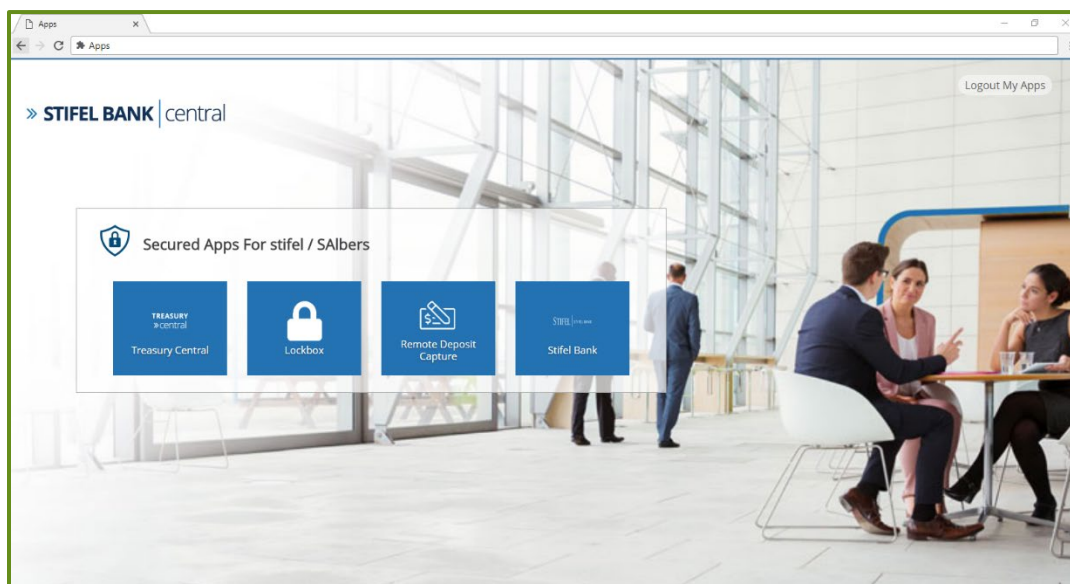 Apps
Apps
Logout My Apps
» STIFEL BANK | central
Secured Apps For stifel / SAlbers
TREASURY
» central
Treasury Central
Lockbox
$
Remote Deposit
Capture
STIFEL
Stifel Bank